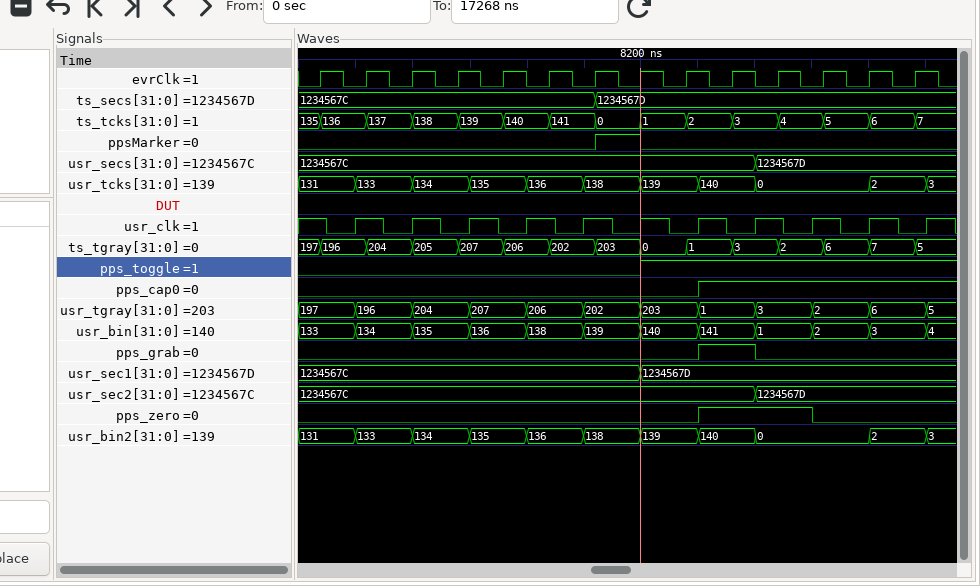 From: 0 sec To: 17268 ns
Signals Waves
Time 8200 ns
evrClk=1
ts_secs[31:0]=1234567D 1234567C 1234567D
ts_tcks[31:0]=1 135 136 137 138 139 140 141 0 1 2 3 4 5 6 7
ppsMarker=0
usr_secs[31:0]=1234567C 1234567C 1234567D
usr_tcks[31:0]=139 131 133 134 135 136 138 139 140 0 2 3
DUT
usr_clk=1
ts_tgray[31:0]=0 197 196 204 205 207 206 202 203 0 1 3 2 6 7 5
pps_toggle=1
pps_cap0=0
usr_tgray[31:0]=203 197 196 204 207 206 202 203 1 3 2 6 5
usr_bin[31:0]=140 133 134 135 136 138 139 140 141 1 2 3 4
pps_grab=0
usr_sec1[31:0]=1234567D 1234567C 1234567D
usr_sec2[31:0]=1234567C 1234567C 1234567D
pps_zero=0
usr_bin2[31:0]=139 131 133 134 135 136 138 139 140 0 2 3
lace